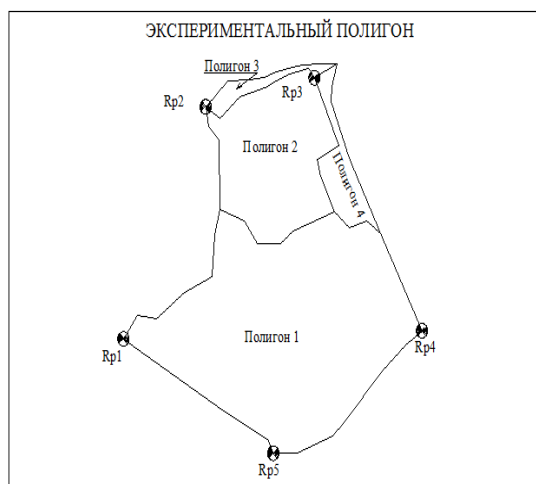 ЭКСПЕРИМЕНТАЛЬНЫЙ ПОЛИГОН
Полигон 3
Rp3
Rp2
Полигон 2
Полигон 4
Полигон 1
Rp4
Rp1
Rp5